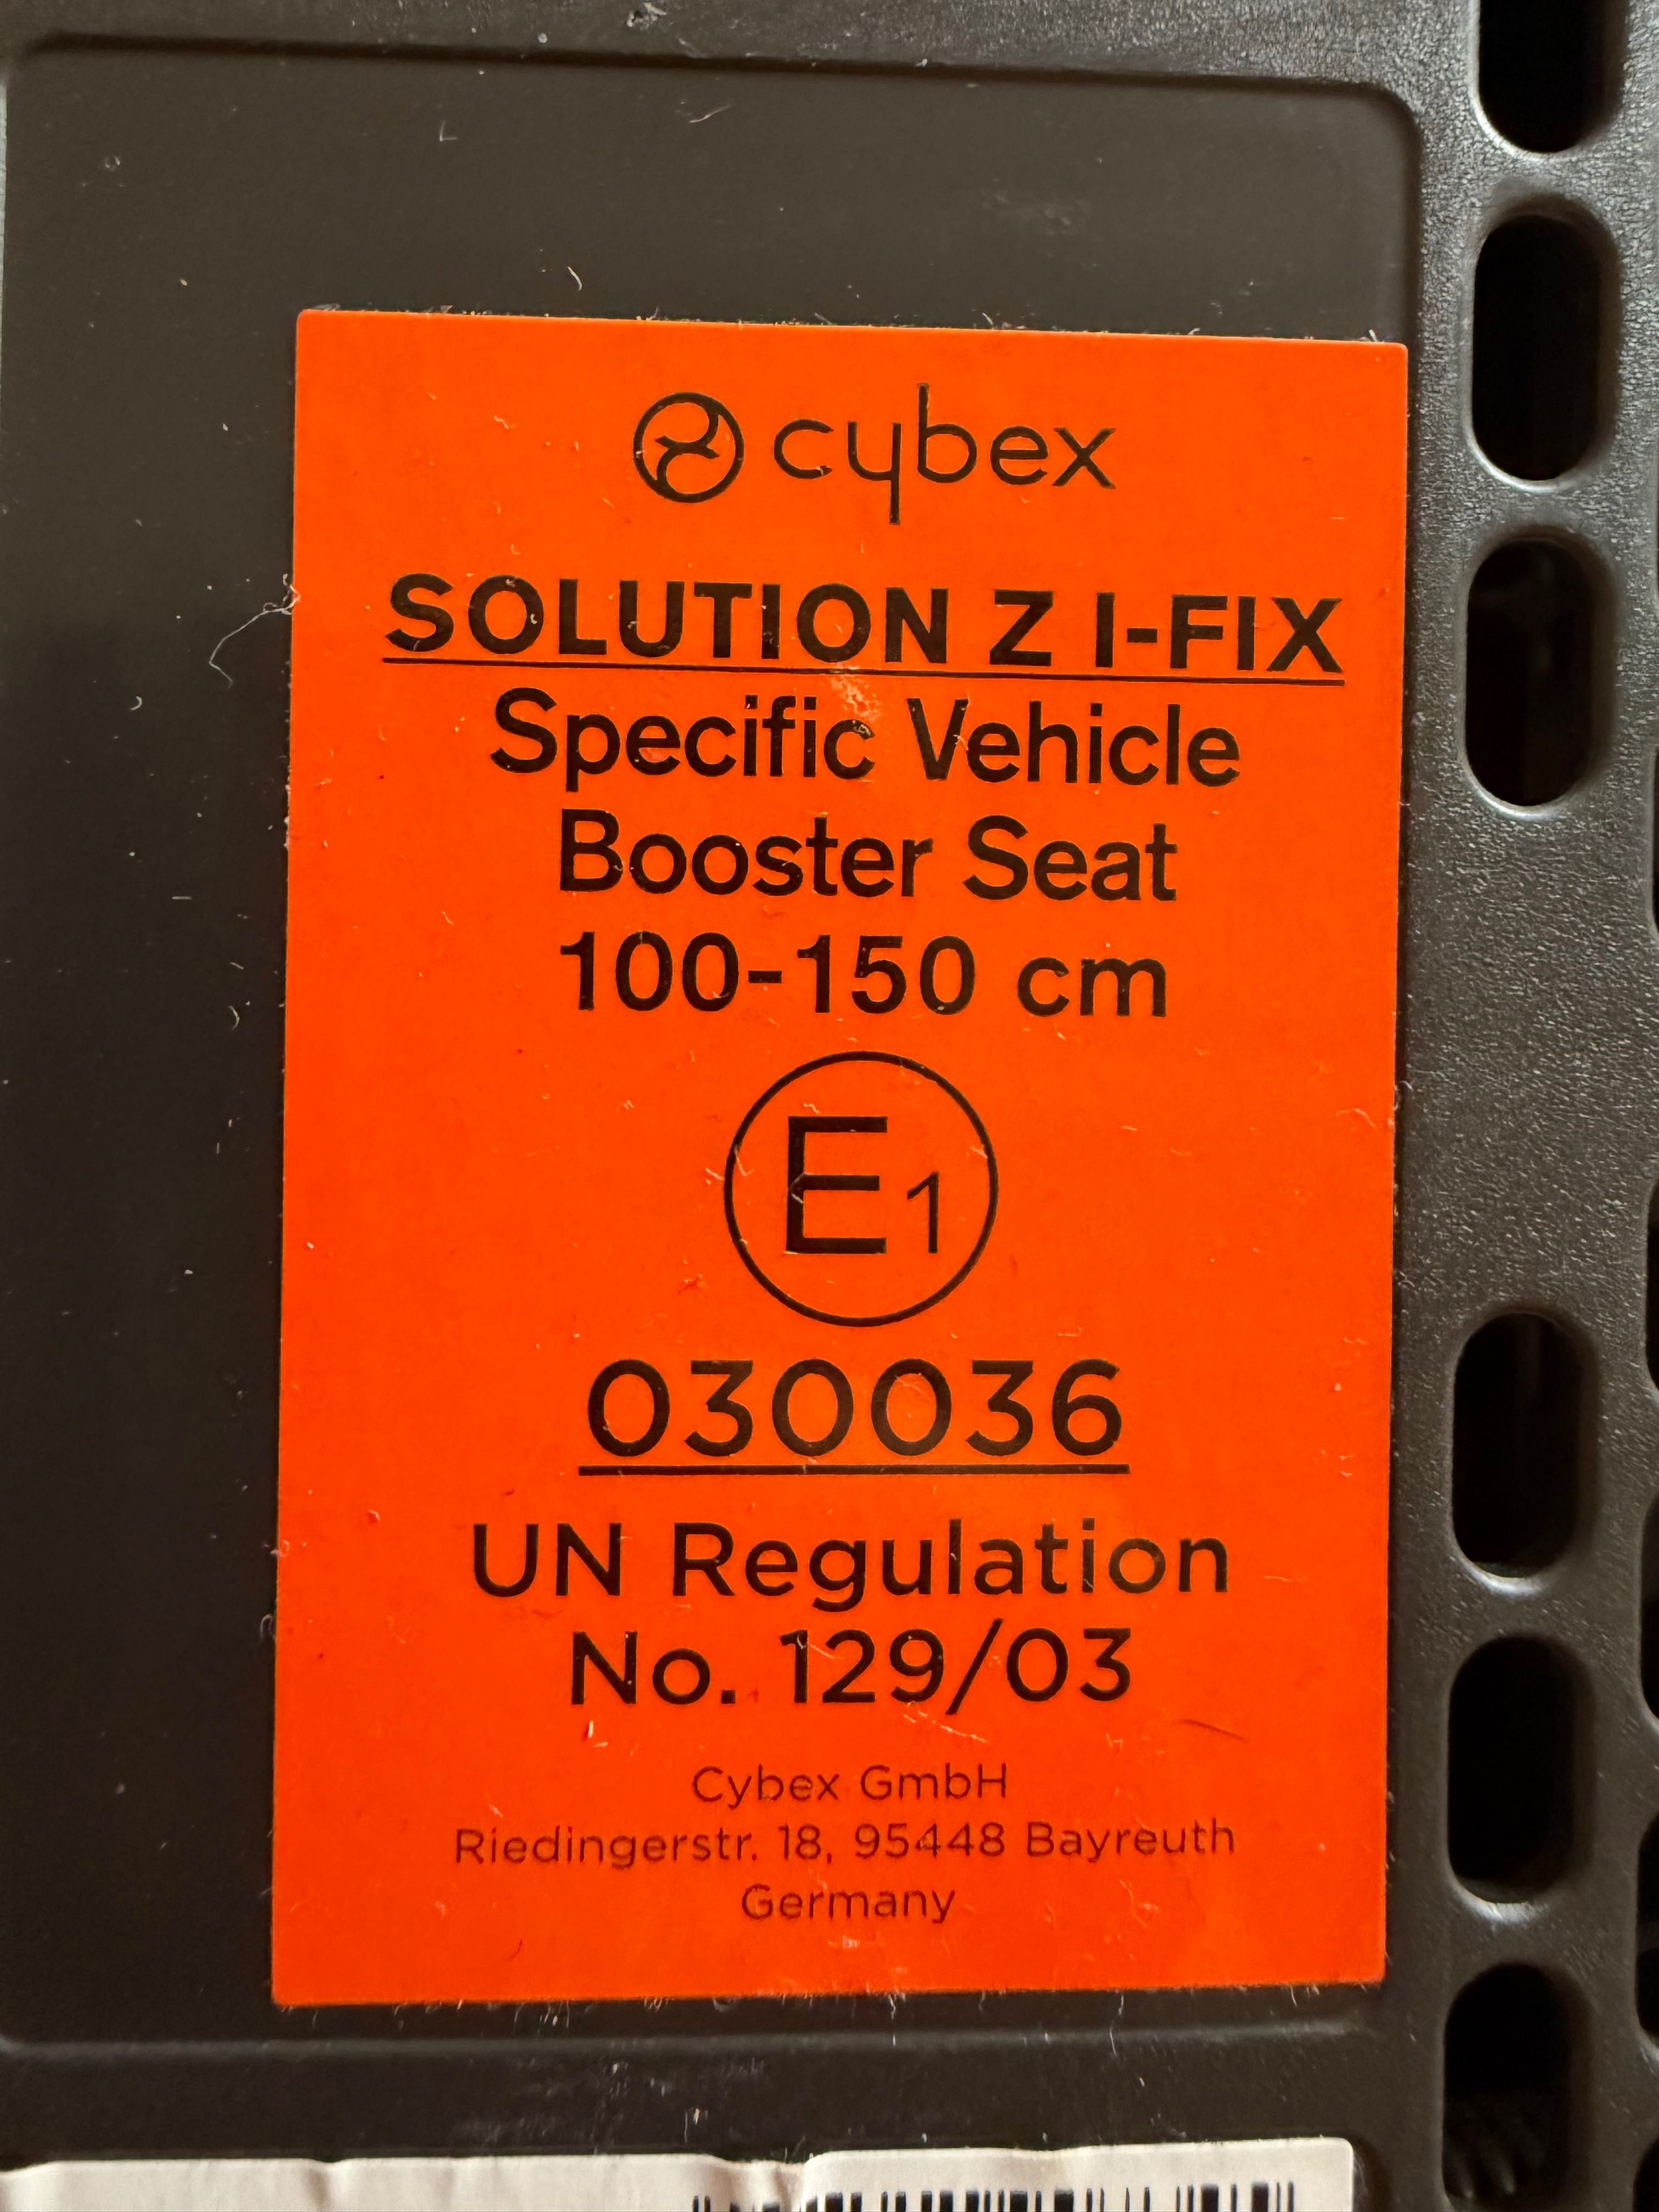 cybex
SOLUTION Z I-FIX
Specific Vehicle
Booster Seat
100-150 cm
E1
030036
UN Regulation
No. 129/03
Cybex GmbH
Riedingerstr. 18, 95448 Bayreuth
Germany